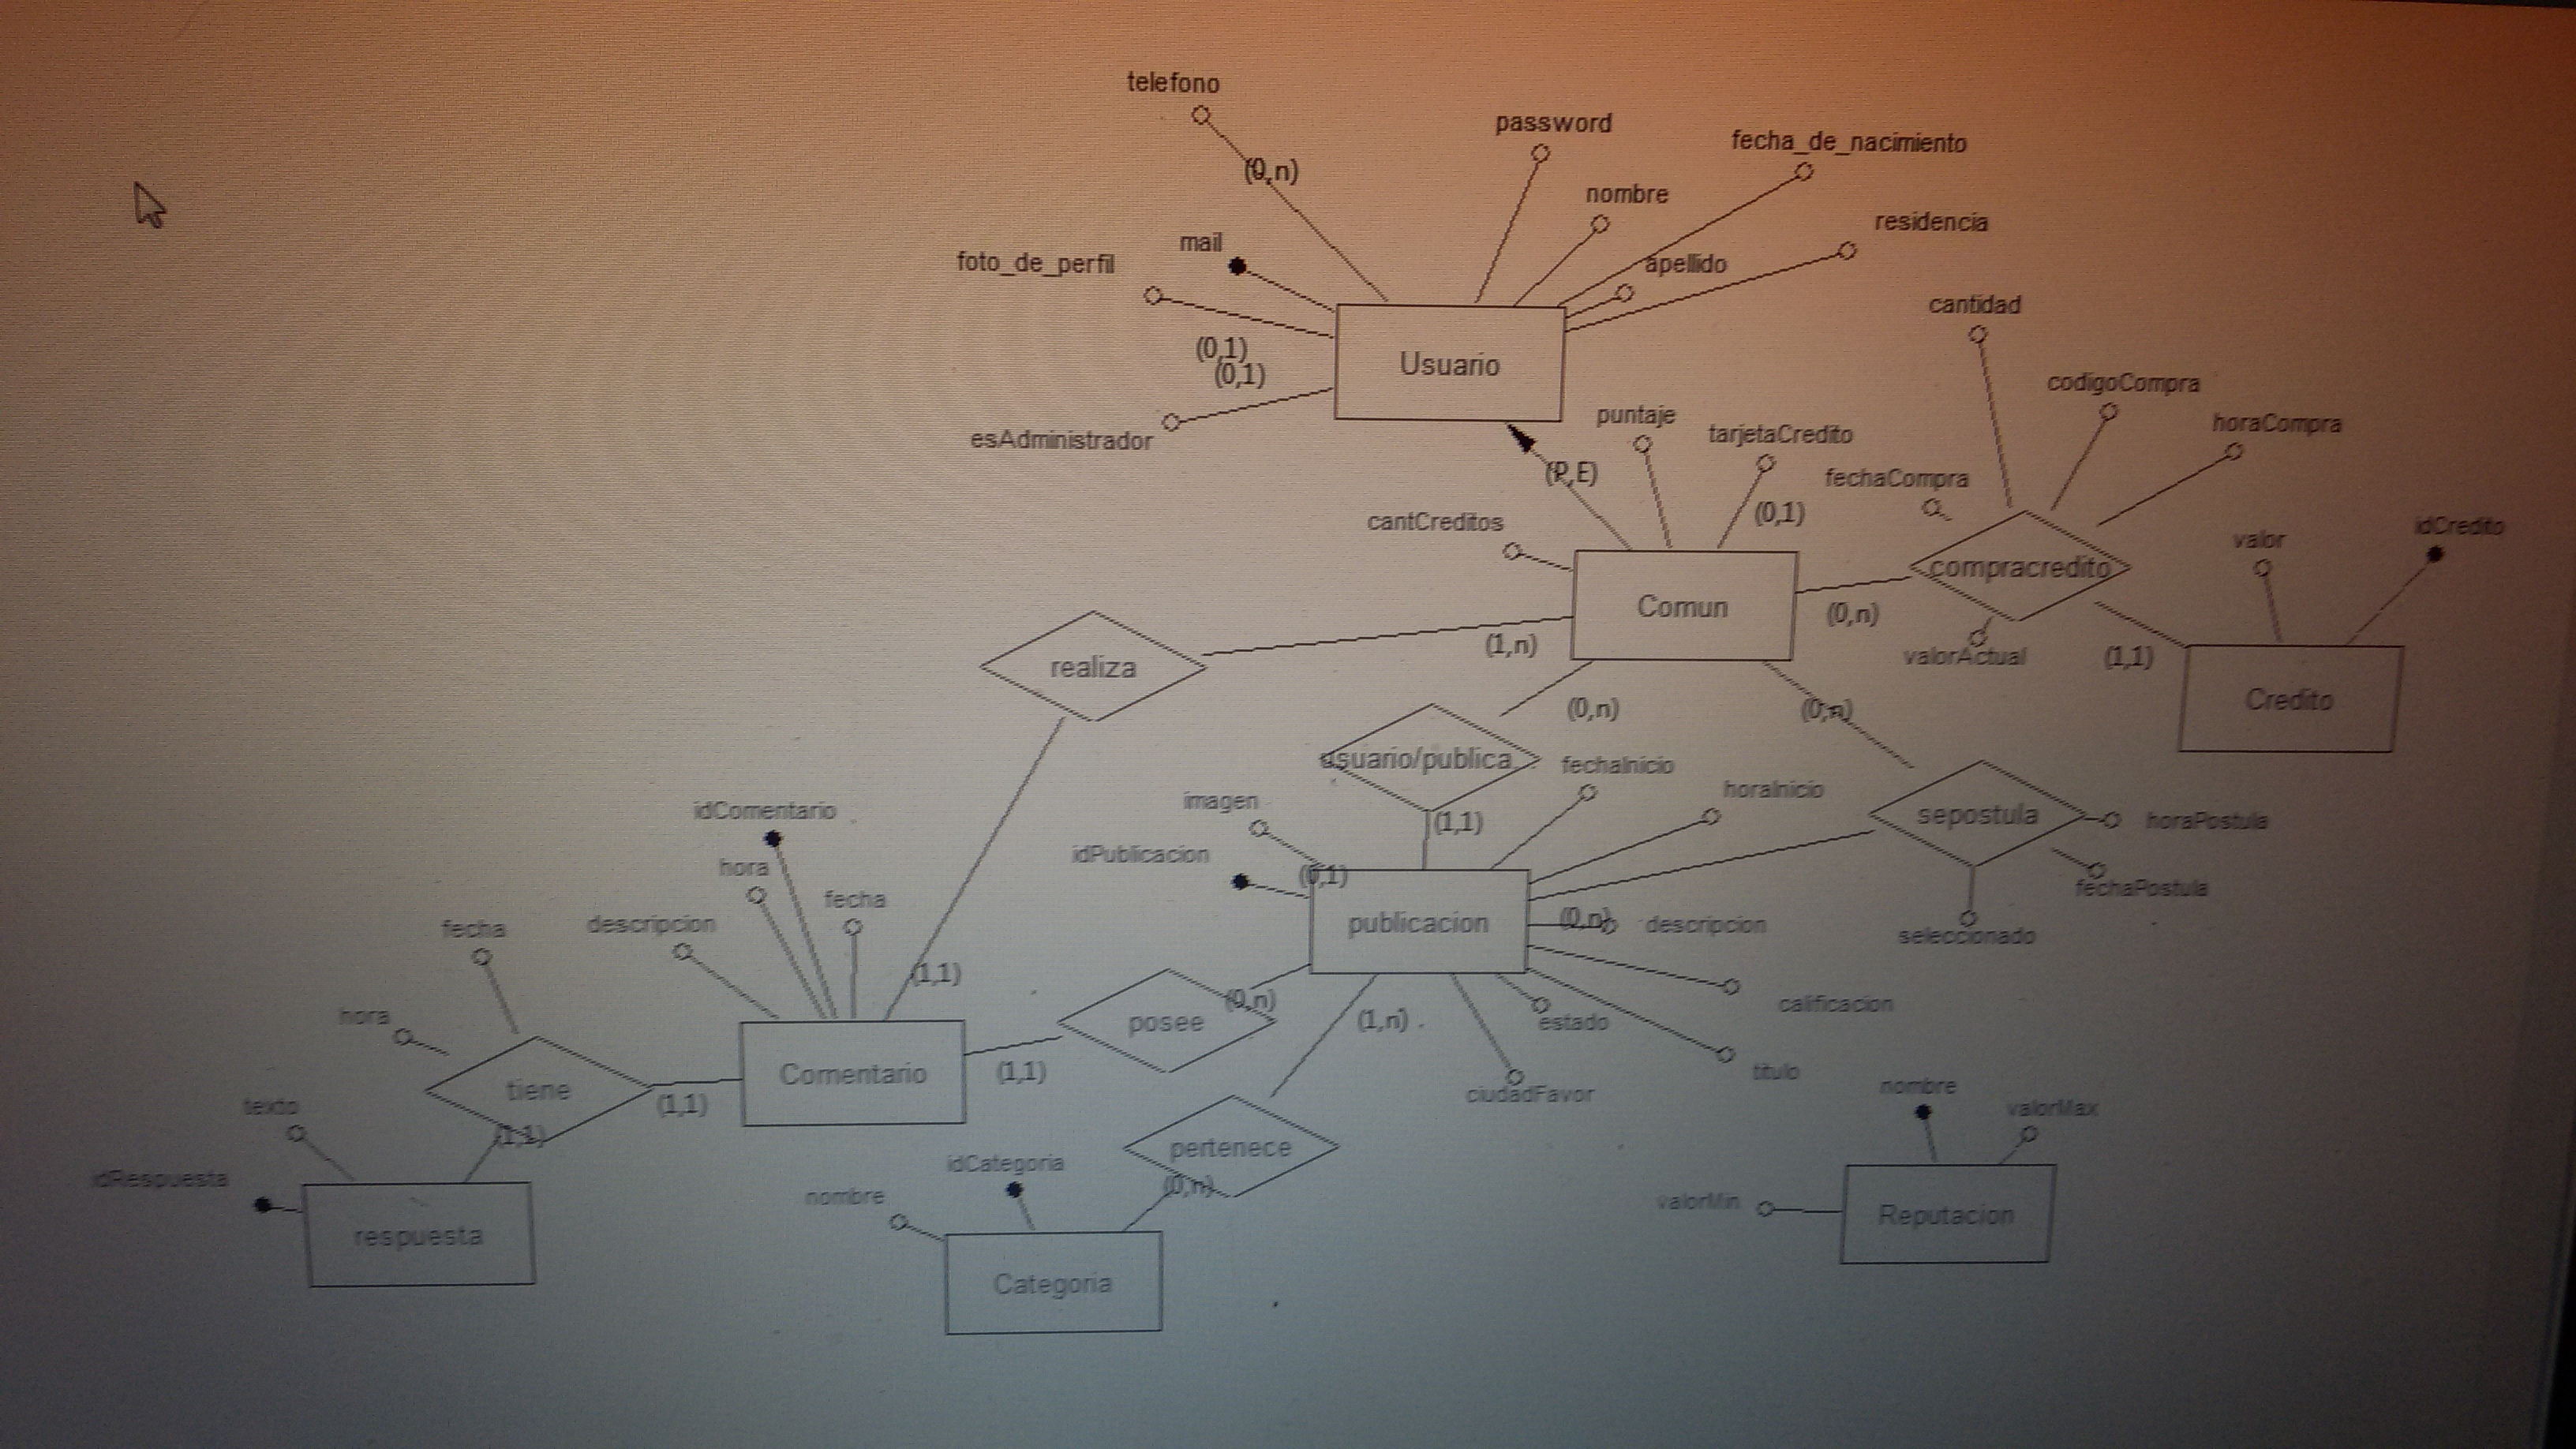 telefono
password
fecha_de_nacimiento
(0,n)
nombre
residencia
mail
foto_de_perfil
apellido
cantidad
(0,1)
(0,1)
Usuario
codigoCompra
puntaje
horaCompra
esAdministrador
tarjetaCredito
(P,E)
fechaCompra
cantCreditos
(0,1)
idCredito
valor
compracredito
Comun
(0,n)
(1,n)
realiza
valorActual
(1,1)
Credito
(0,n)
(0,n)
usuario/publica
fechaInicio
horaInicio
imagen
idComentario
(1,1)
sepostula
horaPostula
idPublicacion
hora
(0,1)
fechaPostula
fecha
descripcion
fecha
publicacion
(0,n)
descripcion
seleccionado
(1,1)
(0,n)
calificacion
hora
posee
(1,n)
estado
Comentario
(1,1)
titulo
tiene
(1,1)
ciudadFavor
nombre
texto
valorMax
(1,1)
pertenece
idCategoria
idRespuesta
(0,n)
nombre
valorMin
Reputacion
respuesta
Categoria